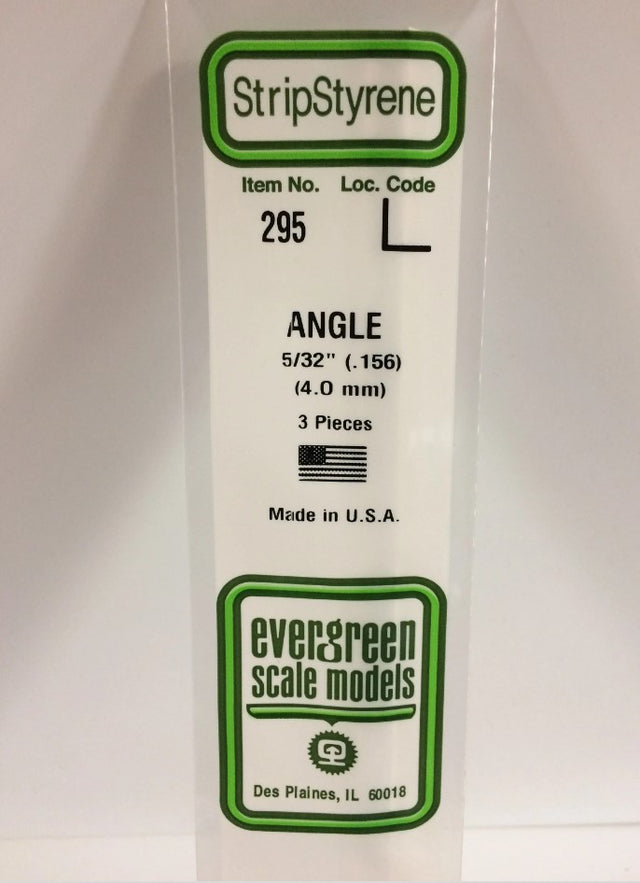 StripStyrene
Item No. Loc. Code
295 L
ANGLE
5/32" (.156)
(4.0 mm)
3 Pieces
Made in U.S.A.
evergreen
scale models
Des Plaines, IL 60018